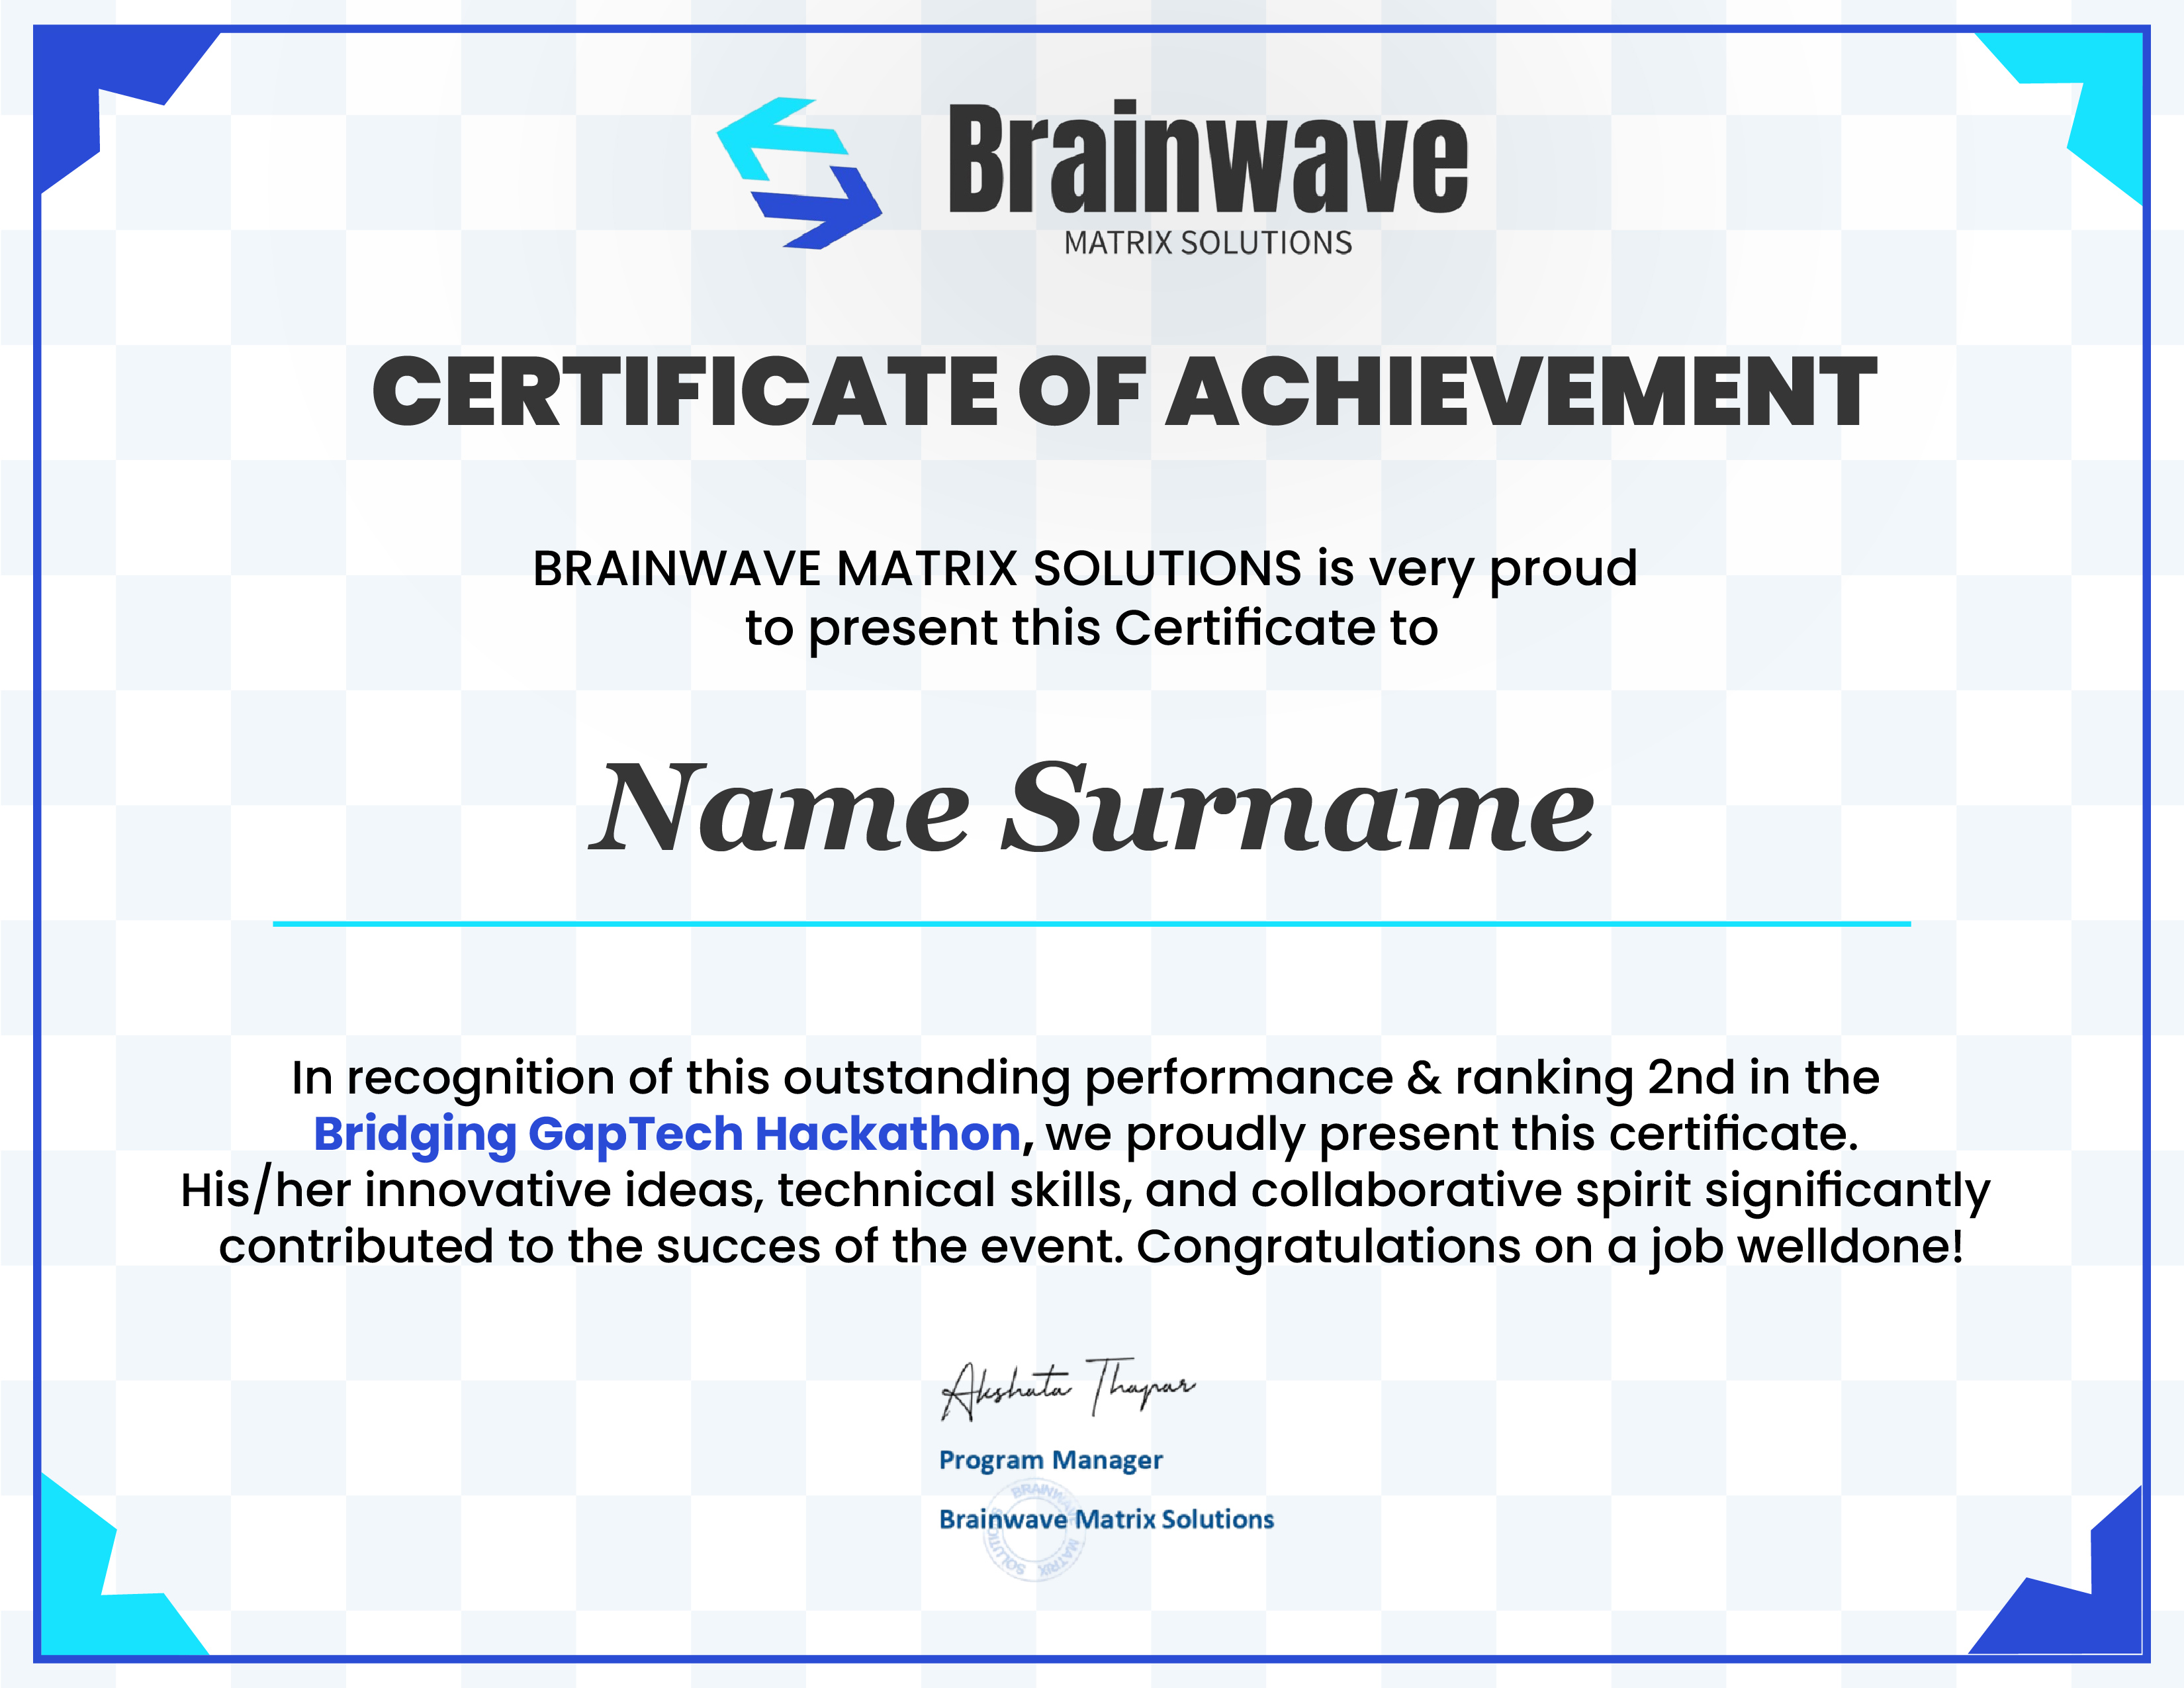 Brainwave
MATRIX SOLUTIONS
CERTIFICATE OF ACHIEVEMENT
BRAINWAVE MATRIX SOLUTIONS is very proud
to present this Certificate to
Name Surname
In recognition of this outstanding performance & ranking 2nd in the
Bridging GapTech Hackathon, we proudly present this certificate.
His/her innovative ideas, technical skills, and collaborative spirit significantly
contributed to the succes of the event. Congratulations on a job welldone!
Akshata Thapar
Program Manager
Brainwave Matrix Solutions
BRAINWAVE MATRIX SOLUTIONS